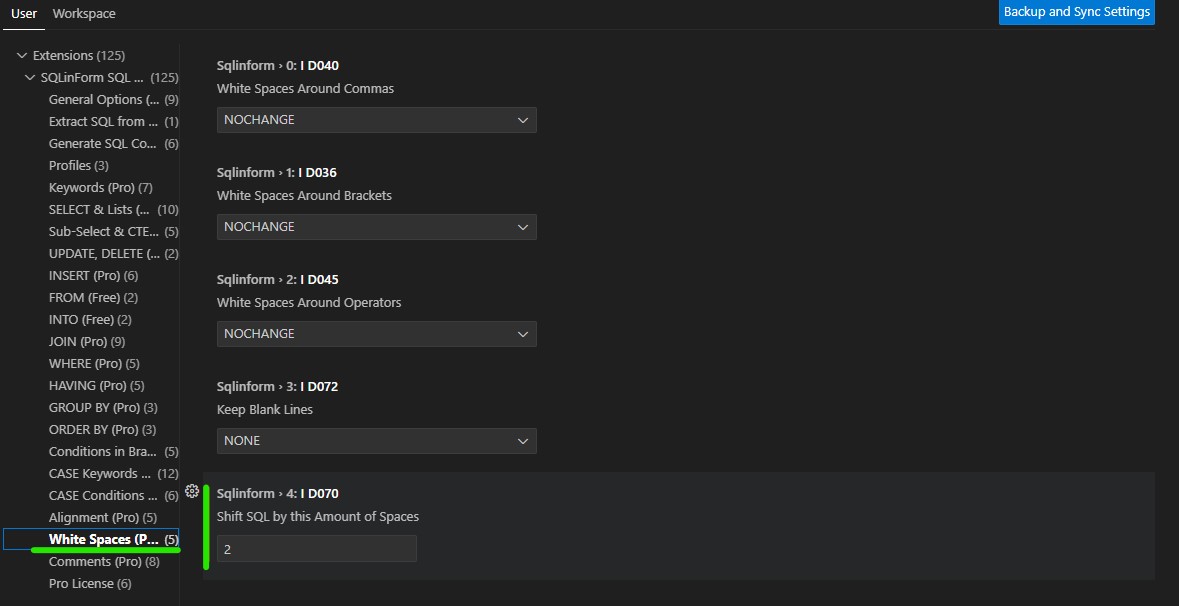 User Workspace
Backup and Sync Settings
Extensions (125)
SQLinForm SQL ... (125)
General Options (... (9)
Extract SQL from ... (1)
Generate SQL Co... (6)
Profiles (3)
Keywords (Pro) (7)
SELECT & Lists (... (10)
Sub-Select & CTE... (5)
UPDATE, DELETE (... (2)
INSERT (Pro) (6)
FROM (Free) (2)
INTO (Free) (2)
JOIN (Pro) (9)
WHERE (Pro) (5)
HAVING (Pro) (5)
GROUP BY (Pro) (3)
ORDER BY (Pro) (3)
Conditions in Bra... (5)
CASE Keywords ... (12)
CASE Conditions ... (6)
Alignment (Pro) (5)
White Spaces (P... (5)
Comments (Pro) (8)
Pro License (6)
Sqlinform › 0: I D040
White Spaces Around Commas
NOCHANGE
Sqlinform › 1: I D036
White Spaces Around Brackets
NOCHANGE
Sqlinform › 2: I D045
White Spaces Around Operators
NOCHANGE
Sqlinform › 3: I D072
Keep Blank Lines
NONE
Sqlinform › 4: I D070
Shift SQL by this Amount of Spaces
2